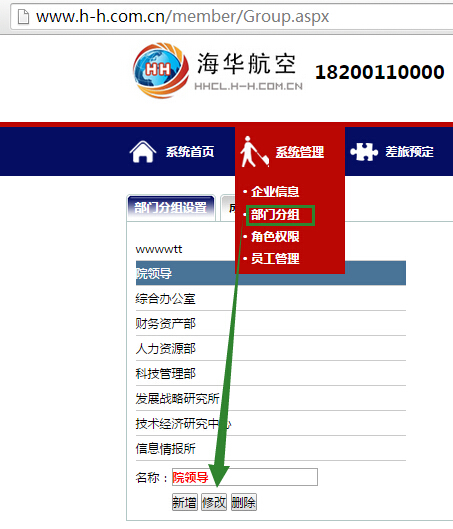 www.h-h.com.cn/member/Group.aspx
HH 海华航空
HHCL.H-H.COM.CN
18200110000
系统首页 系统管理 差旅预定
• 企业信息
• 部门分组
• 角色权限
• 员工管理
部门分组设置
wwwwtt
院领导
综合办公室
财务资产部
人力资源部
科技管理部
发展战略研究所
技术经济研究中心
信息情报所
名称：院领导
新增 修改 删除